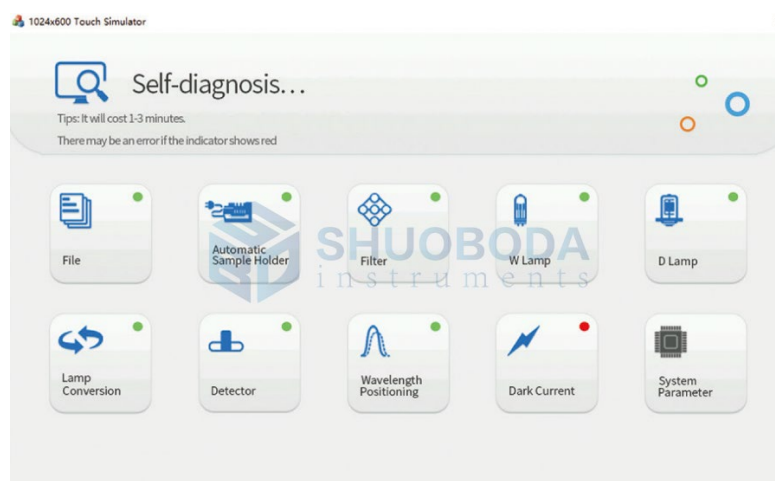 1024x600 Touch Simulator
Self-diagnosis...
Tips: It will cost 1-3 minutes.
There may be an error if the indicator shows red
File
Automatic
Sample Holder
Filter
W Lamp
D Lamp
SHUOBODA
instruments
Lamp
Conversion
Detector
Wavelength
Positioning
Dark Current
System
Parameter